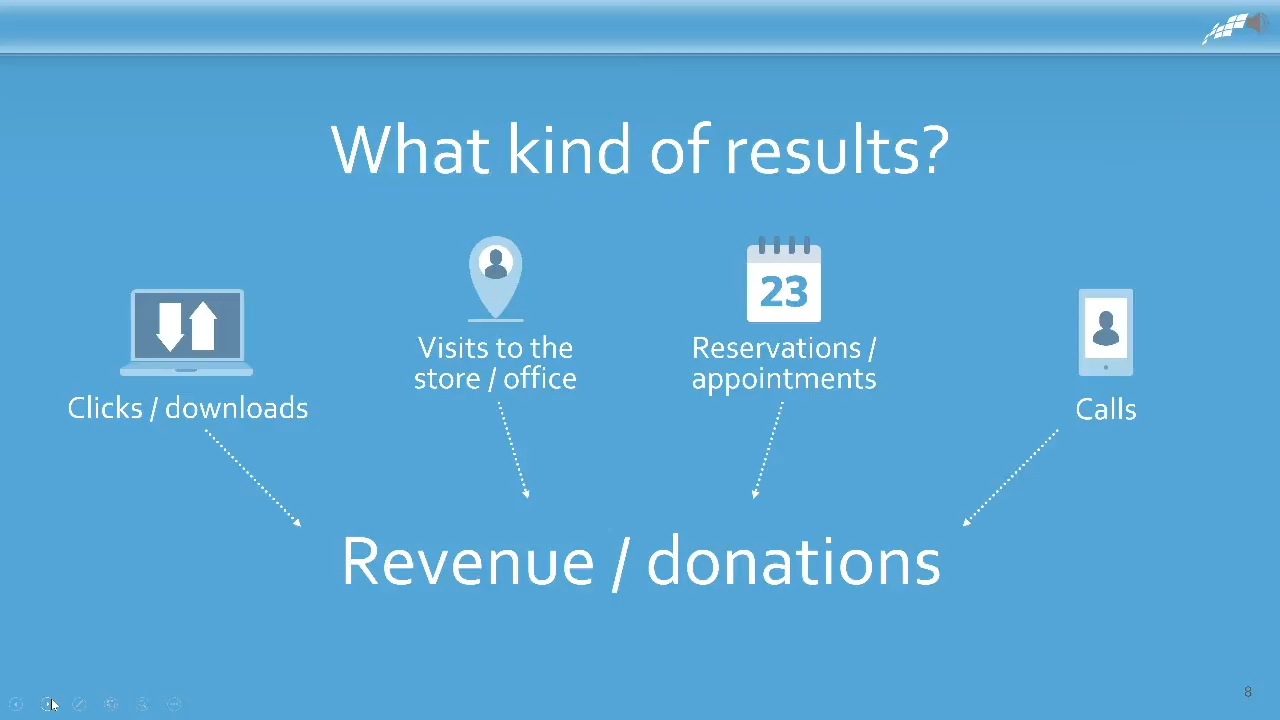 What kind of results?
23
Visits to the
store / office
Reservations /
appointments
Clicks / downloads
Calls
Revenue / donations
8